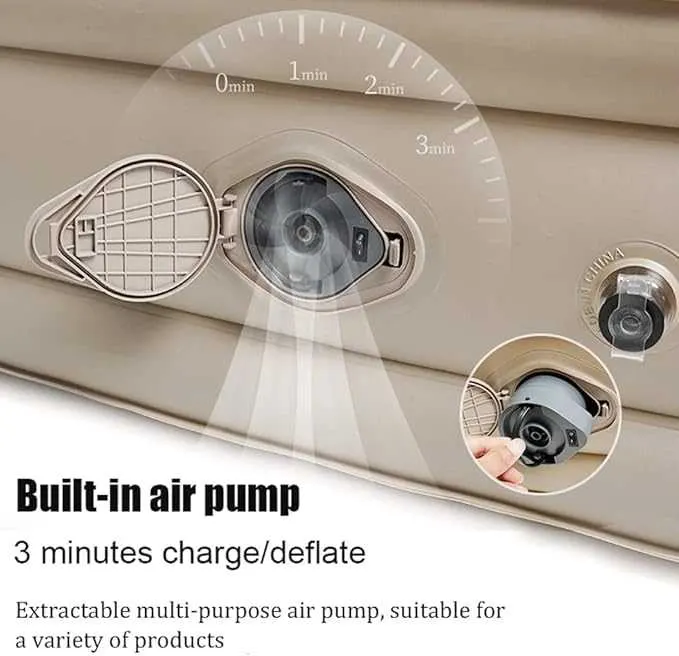 0min
1min
2min
3min
CHINA
Built-in air pump
3 minutes charge/deflate
Extractable multi-purpose air pump, suitable for
a variety of products